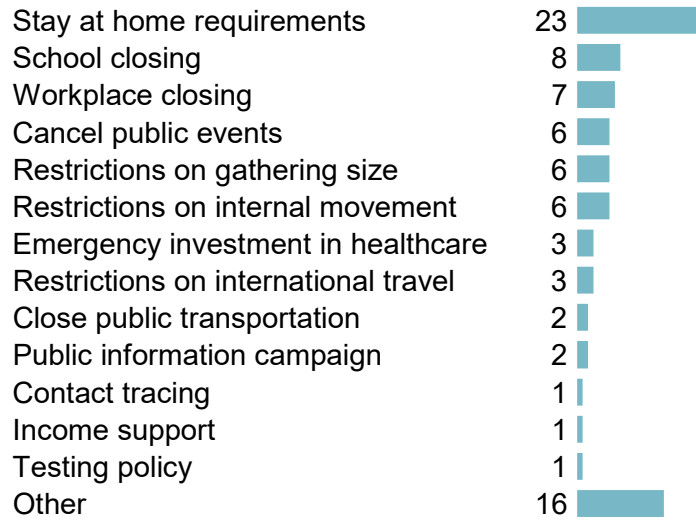 Stay at home requirements 23
School closing 8
Workplace closing 7
Cancel public events 6
Restrictions on gathering size 6
Restrictions on internal movement 6
Emergency investment in healthcare 3
Restrictions on international travel 3
Close public transportation 2
Public information campaign 2
Contact tracing 1
Income support 1
Testing policy 1
Other 16